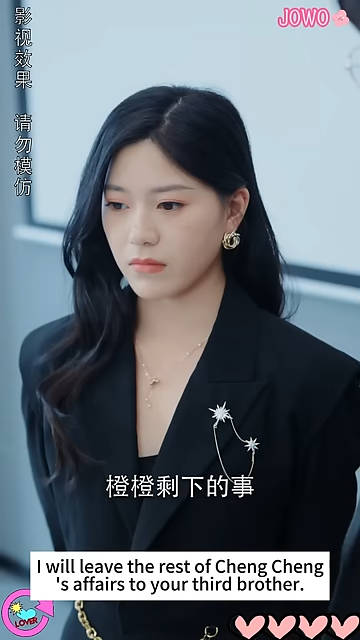 影视效果 请勿模仿
JOWO
橙橙剩下的事
I will leave the rest of Cheng Cheng
's affairs to your third brother.
LOVER